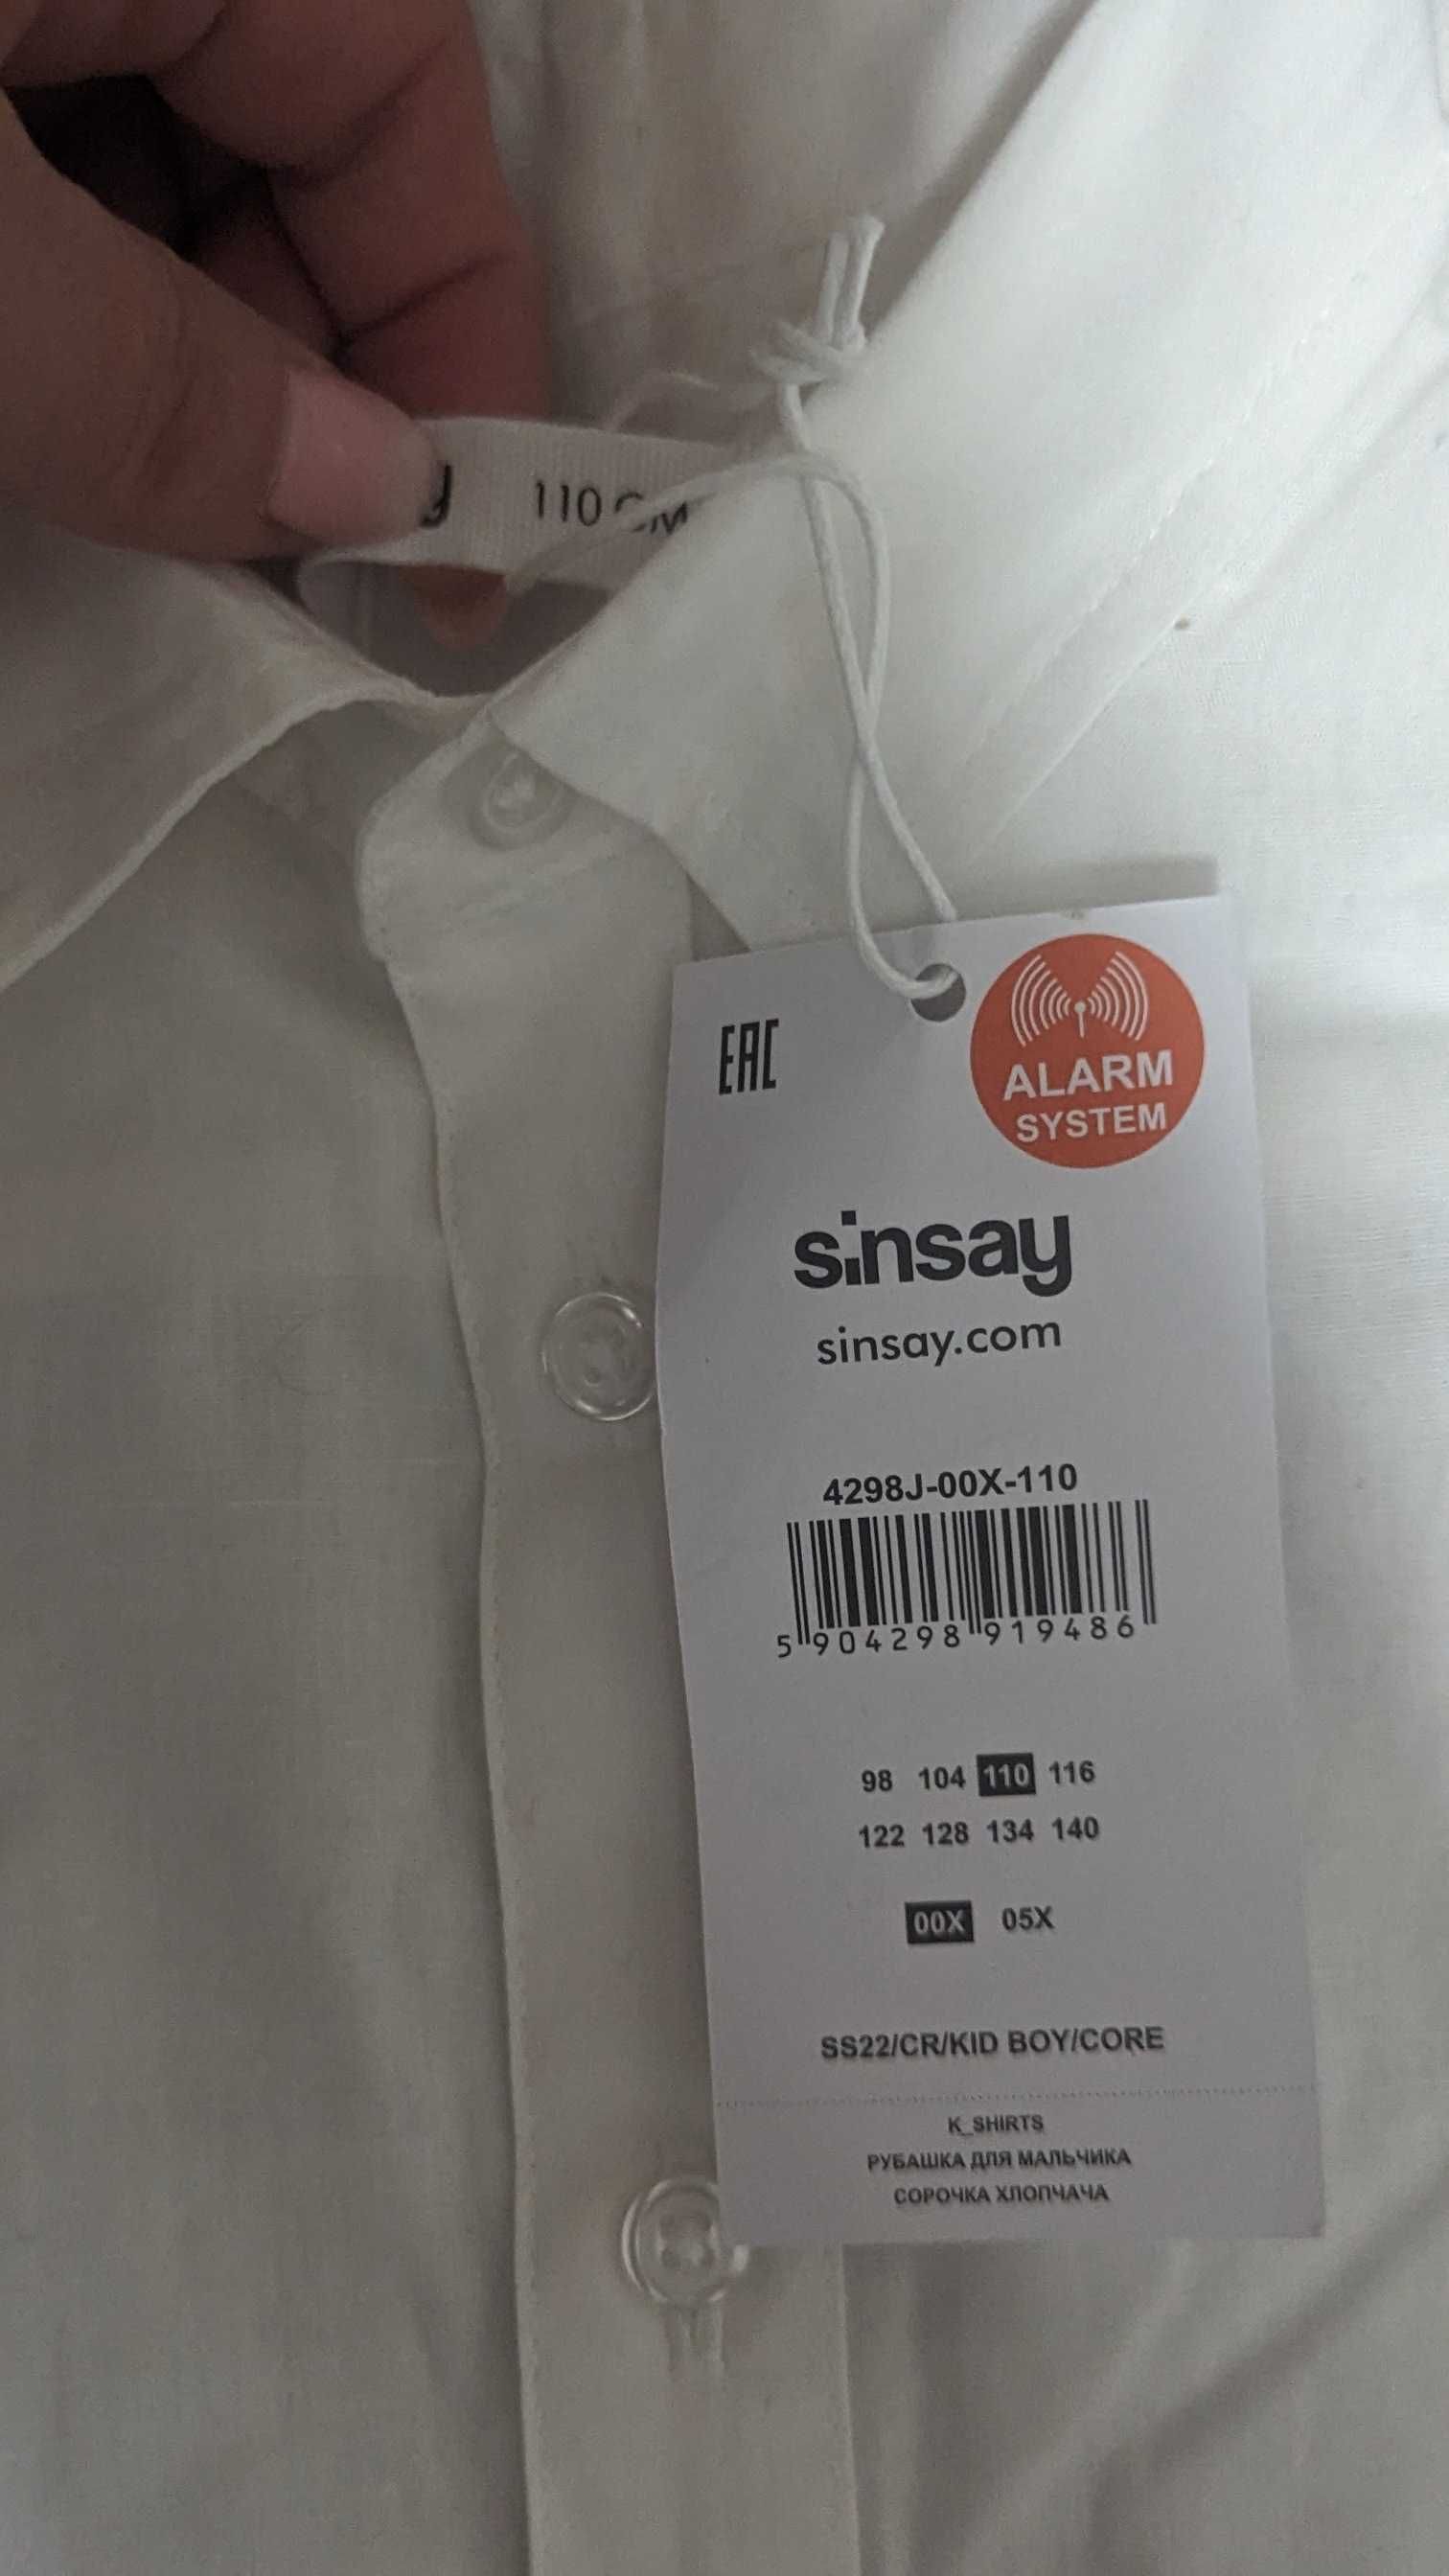 110 CM
EAC
ALARM
SYSTEM
sinsay
sinsay.com
4298J-00X-110
5 904298 919486
98 104 110 116
122 128 134 140
00X 05X
SS22/CR/KID BOY/CORE
K_SHIRTS
РУБАШКА ДЛЯ МАЛЬЧИКА
СОРОЧКА ХЛОПЧАЧА